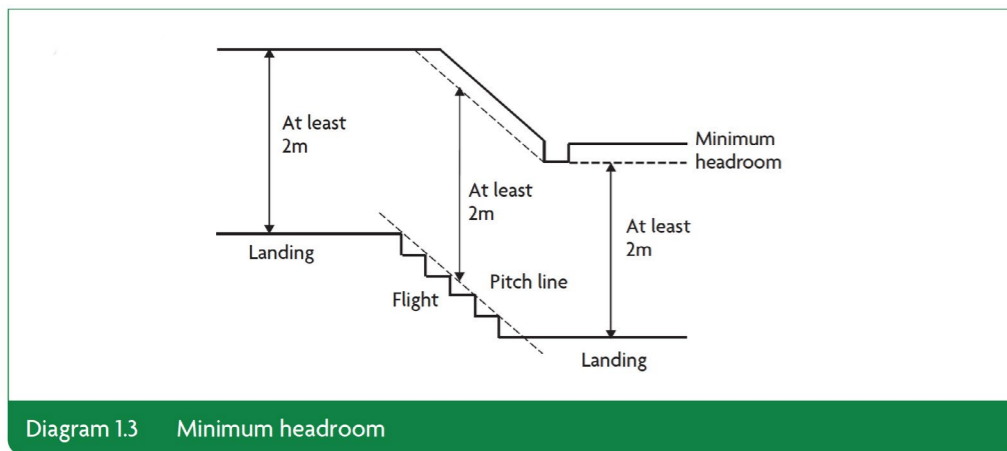 At least
2m
Minimum
headroom
At least
2m
At least
2m
Landing
Pitch line
Flight
Landing
Diagram 1.3 Minimum headroom